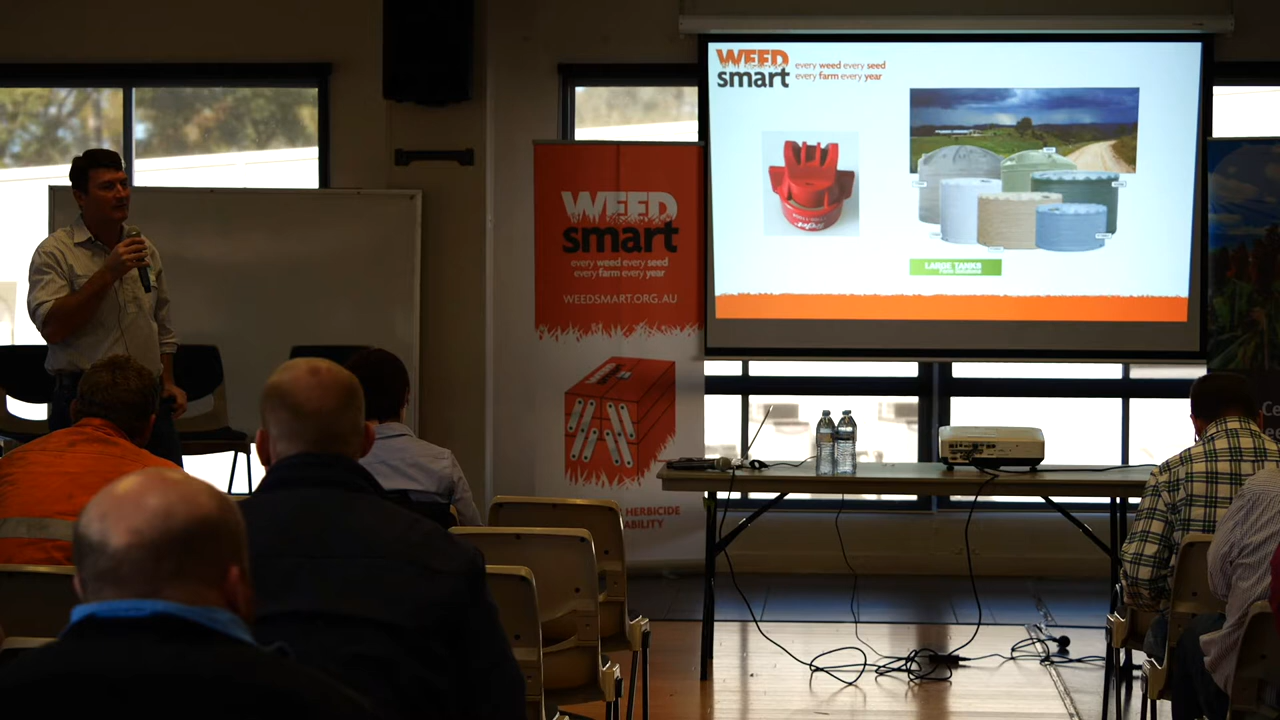 WEED
smart
every weed every seed
every farm every year
LARGE TANKS
WEED
smart
every weed every seed
every farm every year
WEEDSMART.ORG.AU
HERBICIDE
ABILITY